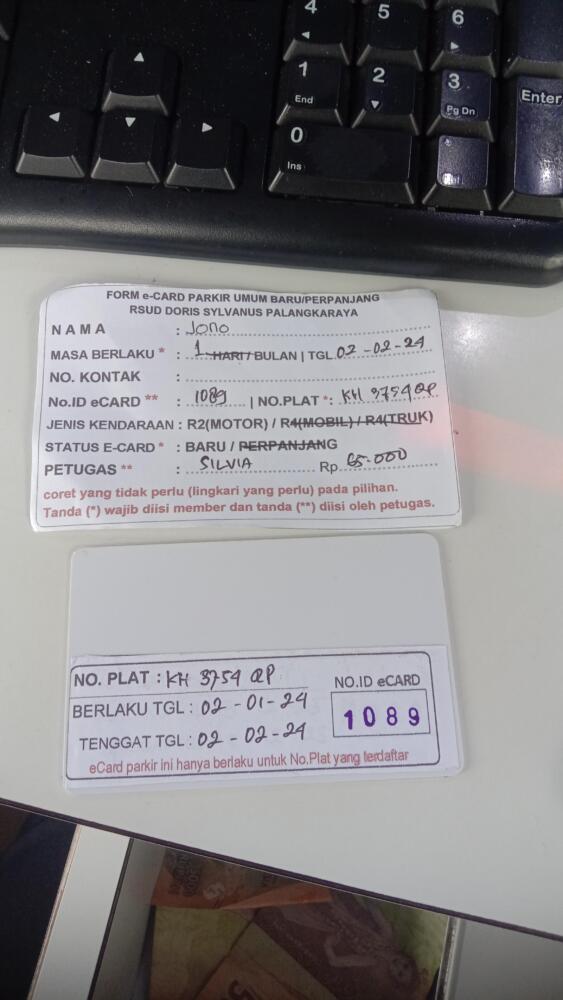 4
5
6
1
End
2
3
Pg Dn
Enter
0
Ins
FORM e-CARD PARKIR UMUM BARU/PERPANJANG
RSUD DORIS SYLVANUS PALANGKARAYA
NAMA : Jono
MASA BERLAKU * : 1 HARI / BULAN | TGL 02-02-24
NO. KONTAK :
No.ID eCARD ** : 1089 | NO.PLAT *: KH 3754 QP
JENIS KENDARAAN : R2(MOTOR) / R4(MOBIL) / R4(TRUK)
STATUS E-CARD * : BARU / PERPANJANG
PETUGAS ** : SILVIA Rp. 65.000
coret yang tidak perlu (lingkari yang perlu) pada pilihan.
Tanda (*) wajib diisi member dan tanda (**) diisi oleh petugas.
NO. PLAT : KH 3754 QP
NO.ID eCARD
BERLAKU TGL : 02-01-24
1089
TENGGAT TGL : 02-02-24
eCard parkir ini hanya berlaku untuk No.Plat yang terdaftar